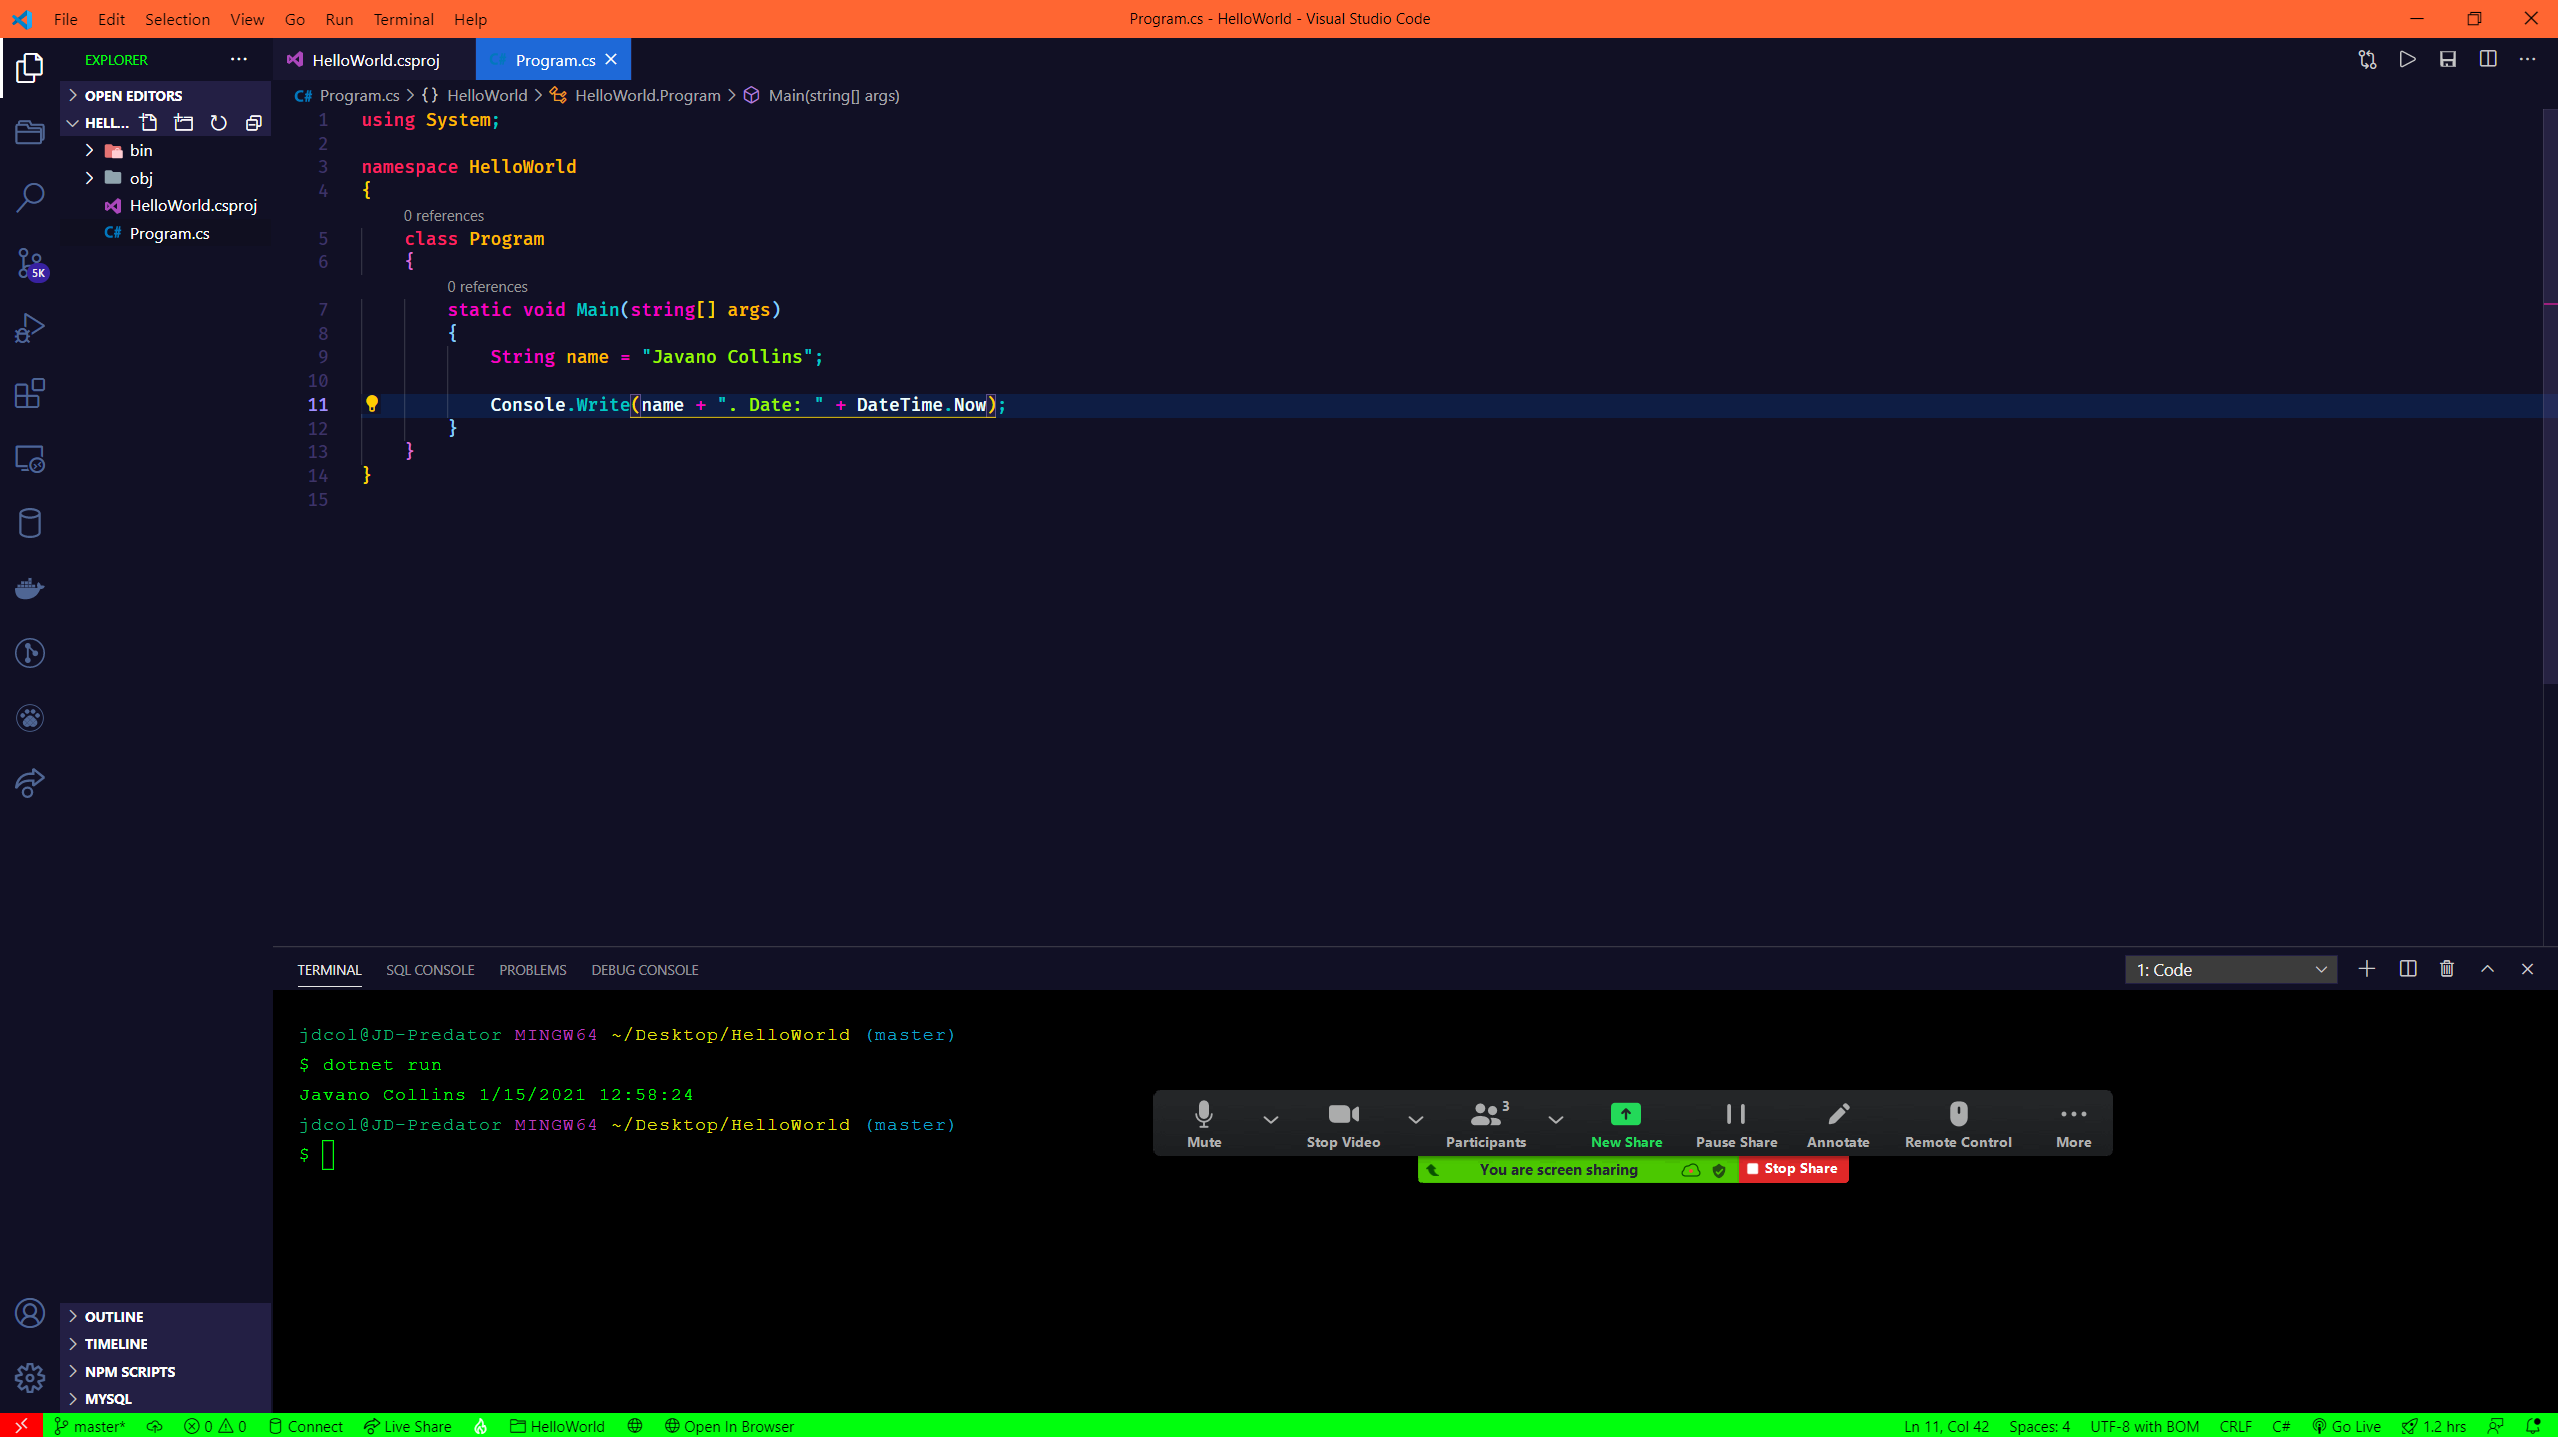 File Edit Selection View Go Run Terminal Help
Program.cs - HelloWorld - Visual Studio Code
EXPLORER
OPEN EDITORS
HELL...
bin
obj
HelloWorld.csproj
C# Program.cs
5K
HelloWorld.csproj
Program.cs
C# Program.cs > {} HelloWorld > HelloWorld.Program > Main(string[] args)
1 using System;
2
3 namespace HelloWorld
4 {
0 references
5 class Program
6 {
0 references
7 static void Main(string[] args)
8 {
9 String name = "Javano Collins";
10
11 Console.Write(name + ". Date: " + DateTime.Now);
12 }
13 }
14 }
15
TERMINAL SQL CONSOLE PROBLEMS DEBUG CONSOLE
1: Code
jdcol@JD-Predator MINGW64 ~/Desktop/HelloWorld (master)
$ dotnet run
Javano Collins 1/15/2021 12:58:24
jdcol@JD-Predator MINGW64 ~/Desktop/HelloWorld (master)
$
3
Mute Stop Video Participants New Share Pause Share Annotate Remote Control More
You are screen sharing Stop Share
OUTLINE
TIMELINE
NPM SCRIPTS
MYSQL
master* 0 0 Connect Live Share HelloWorld Open In Browser
Ln 11, Col 42 Spaces: 4 UTF-8 with BOM CRLF C# Go Live 1.2 hrs